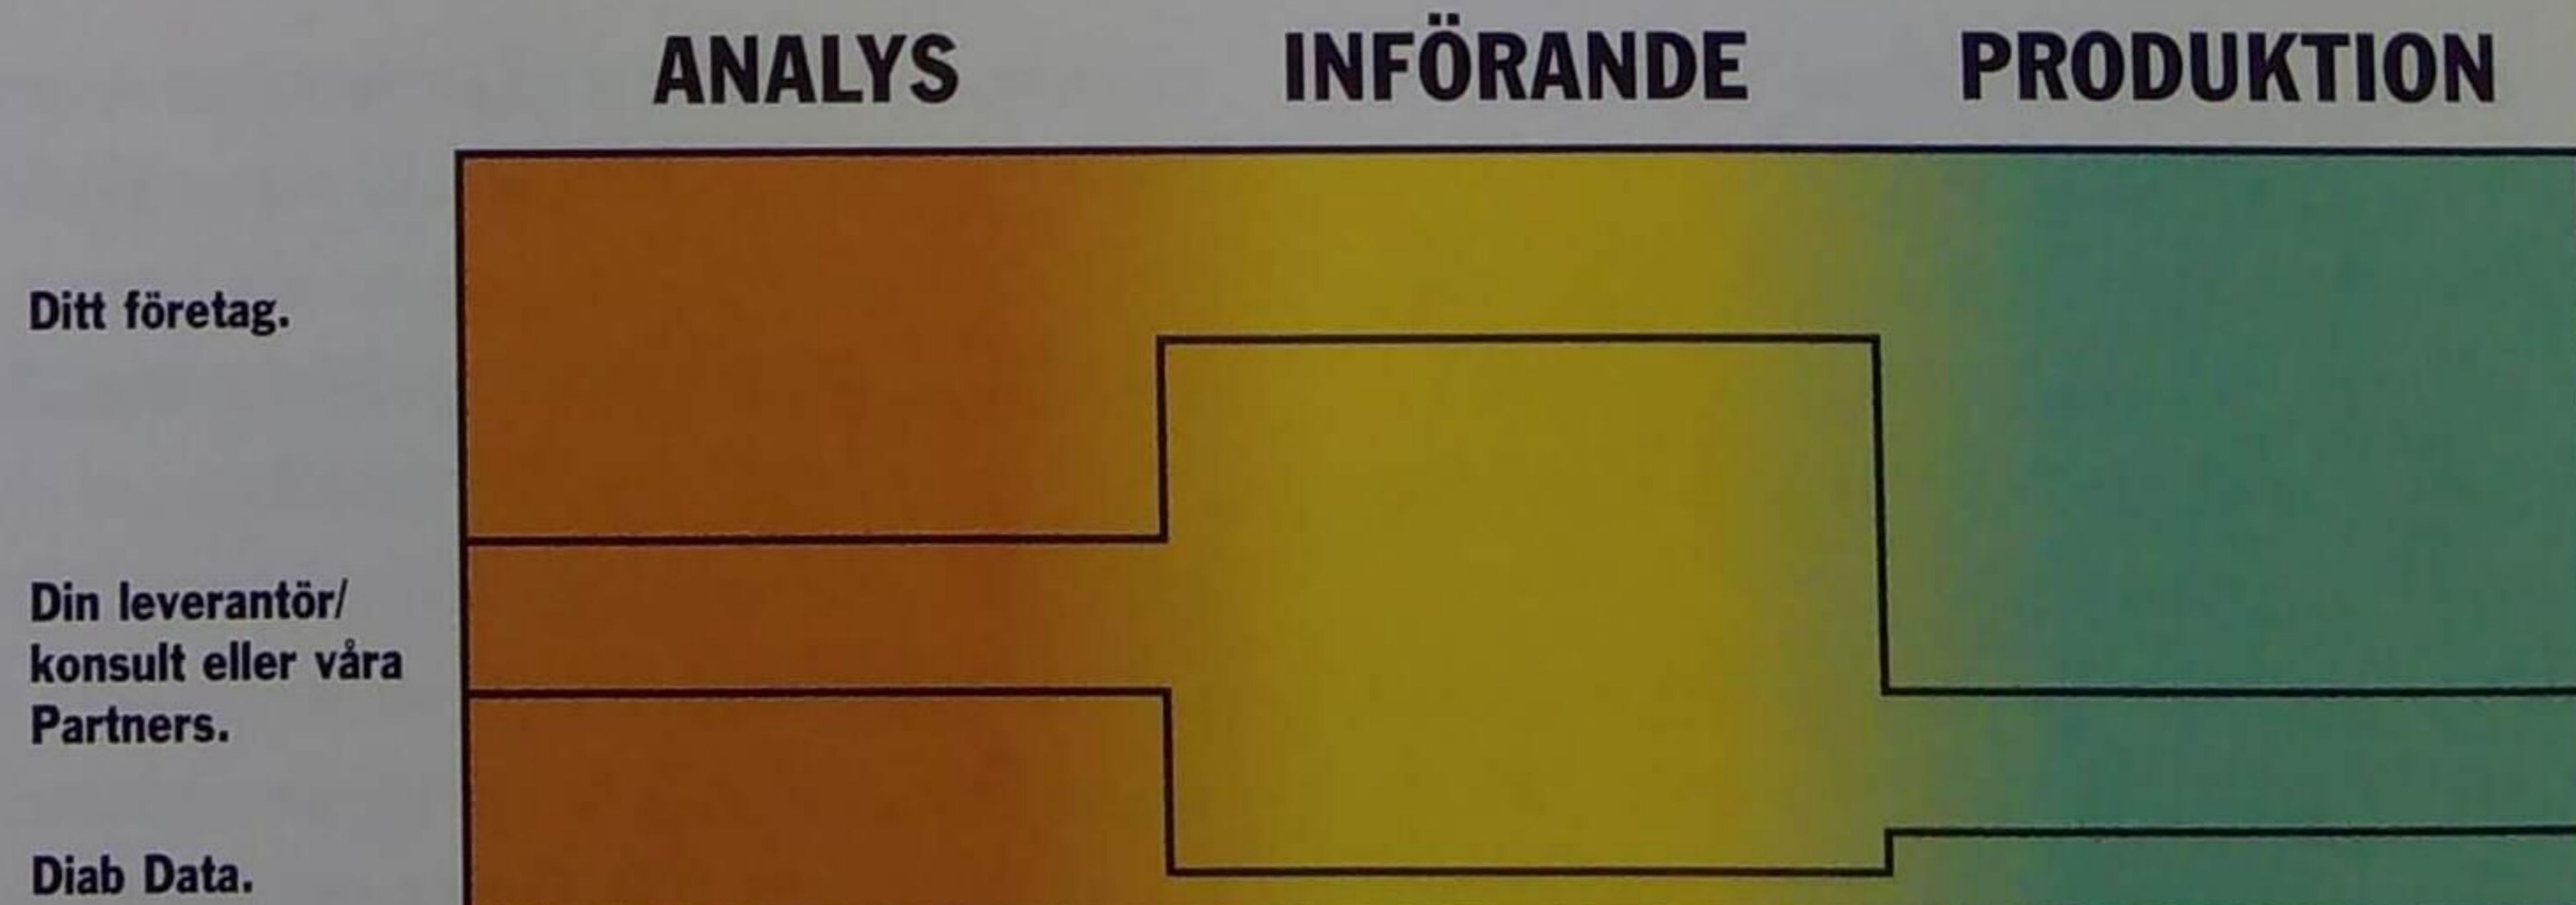 ANALYS INFÖRANDE PRODUKTION
Ditt företag.
Din leverantör/
konsult eller våra
Partners.
Diab Data.